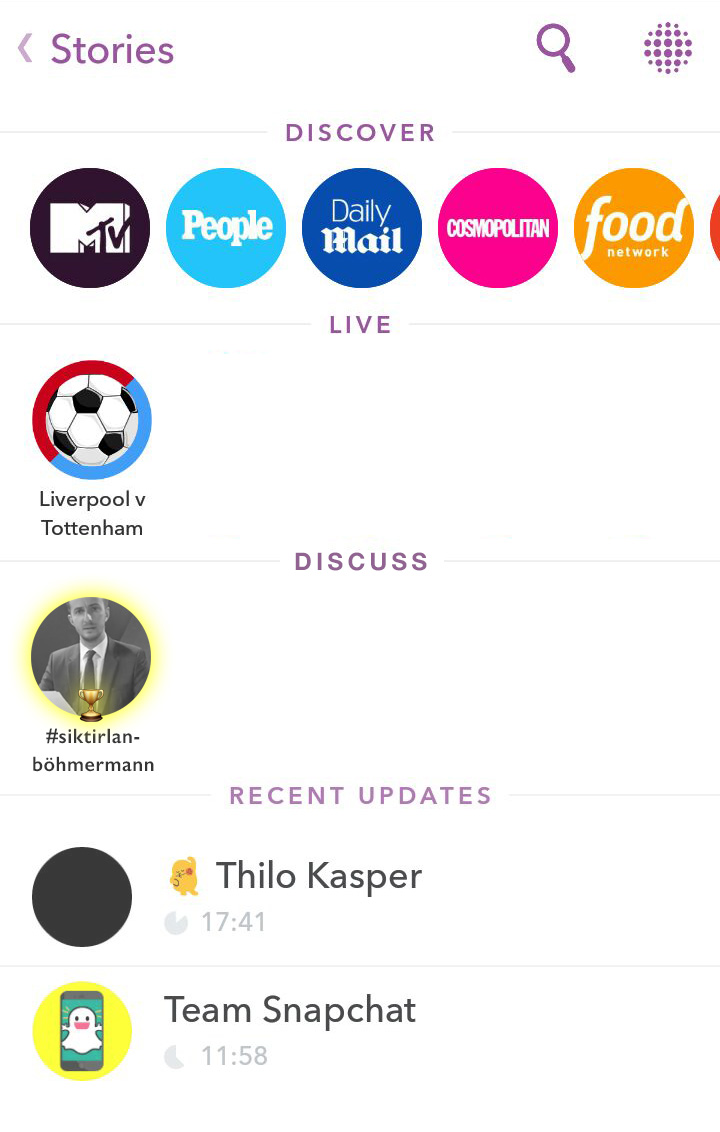 Stories
DISCOVER
MTV
People
Daily
Mail
COSMOPOLITAN
food
network
LIVE
Liverpool v
Tottenham
DISCUSS
#siktirlan-
böhmermann
RECENT UPDATES
Thilo Kasper
17:41
Team Snapchat
11:58